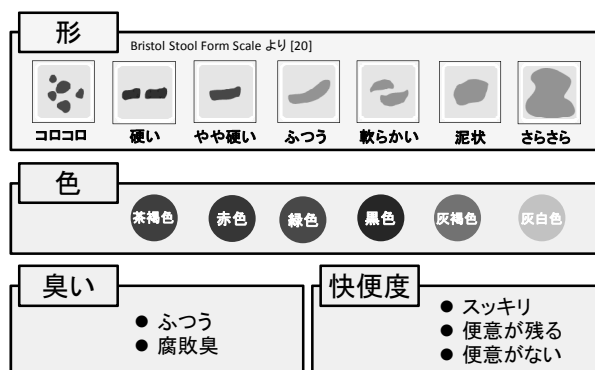 形
Bristol Stool Form Scale より [20]
コロコロ 硬い やや硬い ふつう 軟らかい 泥状 さらさら
色
茶褐色 赤色 緑色 黒色 灰褐色 灰白色
臭い
● ふつう
● 腐敗臭
快便度
● スッキリ
● 便意が残る
● 便意がない